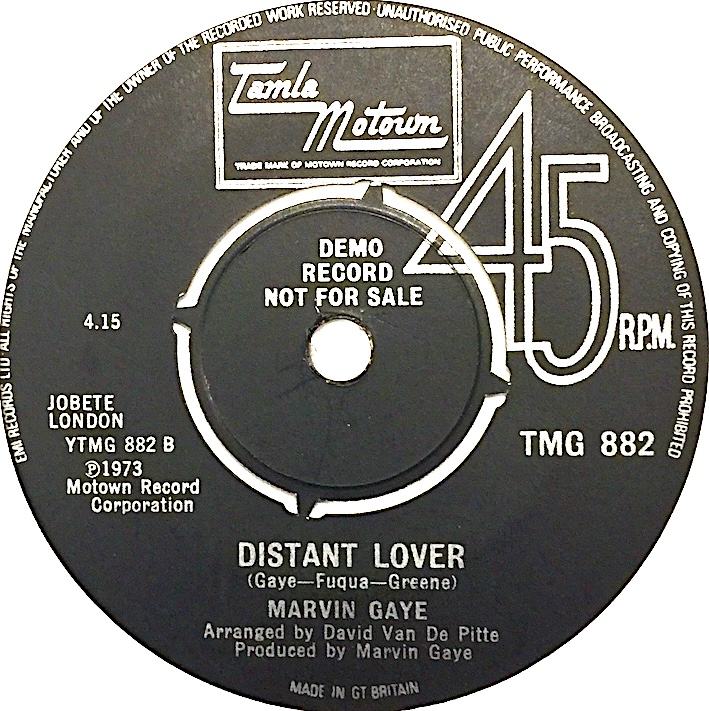 EMI RECORDS LTD · ALL RIGHTS OF THE MANUFACTURER AND OF THE OWNER OF THE RECORDED WORK RESERVED · UNAUTHORISED PUBLIC PERFORMANCE BROADCASTING AND COPYING OF THIS RECORD PROHIBITED
Tamla
Motown
TRADE MARK OF MOTOWN RECORD CORPORATION
45
R.P.M.
DEMO
RECORD
NOT FOR SALE
4.15
JOBETE
LONDON
YTMG 882 B
℗1973
Motown Record
Corporation
TMG 882
DISTANT LOVER
(Gaye—Fuqua—Greene)
MARVIN GAYE
Arranged by David Van De Pitte
Produced by Marvin Gaye
MADE IN GT BRITAIN